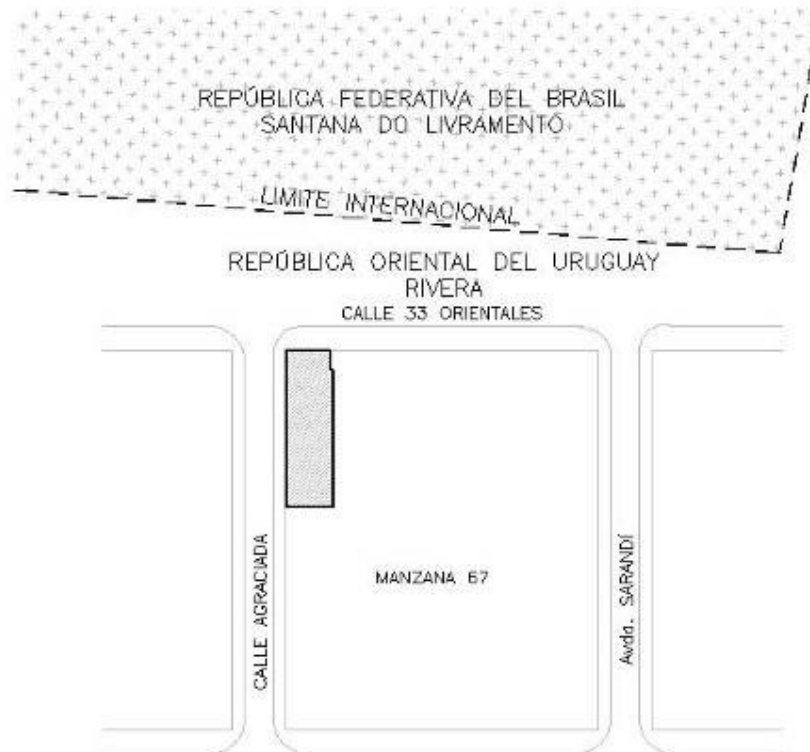 REPÚBLICA FEDERATIVA DEL BRASIL
SANTANA DO LIVRAMENTO
LIMITE INTERNACIONAL
REPÚBLICA ORIENTAL DEL URUGUAY
RIVERA
CALLE 33 ORIENTALES
CALLE AGRACIADA
MANZANA 67
Avda. SARANDÍ